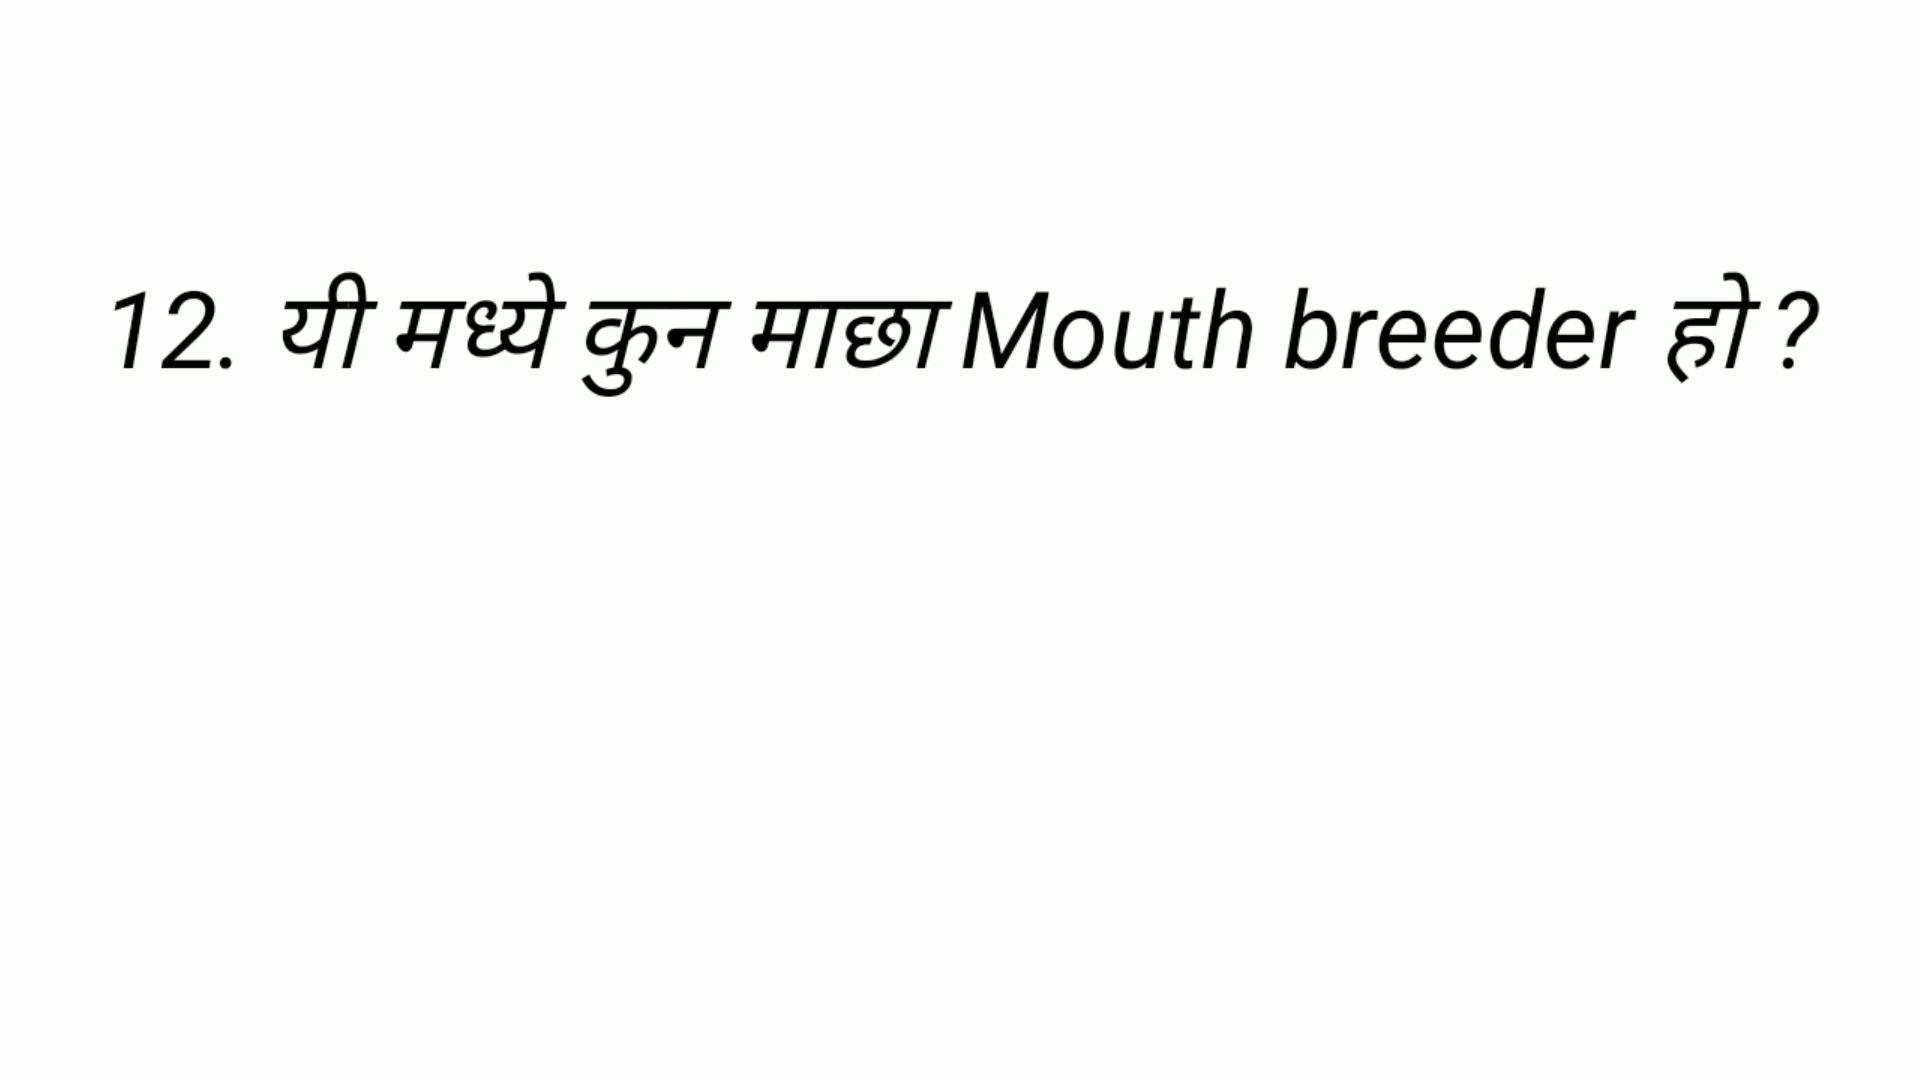 12. यी मध्ये कुन माछा Mouth breeder हो ?